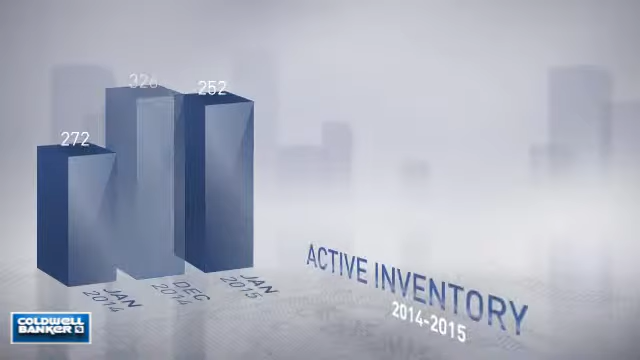 326
252
272
JAN
2014
DEC
2014
JAN
2015
ACTIVE INVENTORY
2014-2015
COLDWELL
BANKER